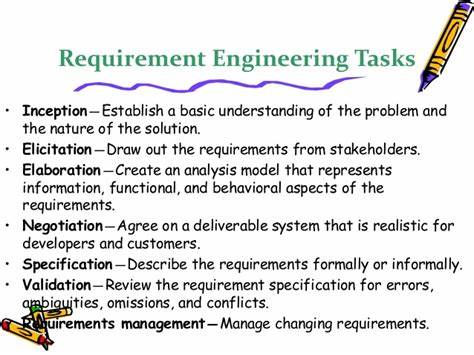 Requirement Engineering Tasks
• Inception—Establish a basic understanding of the problem and
the nature of the solution.
• Elicitation—Draw out the requirements from stakeholders.
• Elaboration—Create an analysis model that represents
information, functional, and behavioral aspects of the
requirements.
• Negotiation—Agree on a deliverable system that is realistic for
developers and customers.
• Specification—Describe the requirements formally or informally.
• Validation—Review the requirement specification for errors,
ambiguities, omissions, and conflicts.
• Requirements management—Manage changing requirements.